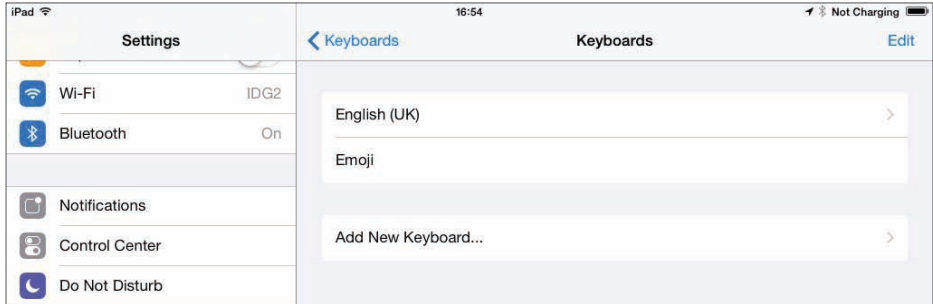 iPad 16:54 Not Charging
Settings
Keyboards Keyboards Edit
Wi-Fi IDG2
Bluetooth On
Notifications
Control Center
Do Not Disturb
English (UK)
Emoji
Add New Keyboard...